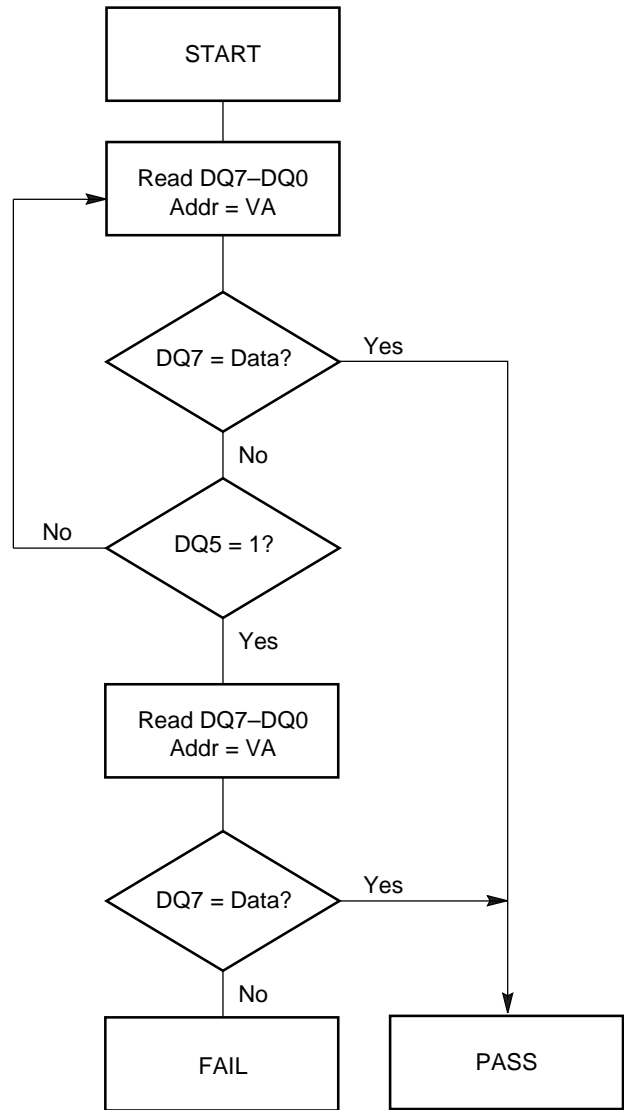 START
Read DQ7–DQ0
Addr = VA
DQ7 = Data?
Yes
No
No
DQ5 = 1?
Yes
Read DQ7–DQ0
Addr = VA
DQ7 = Data?
Yes
No
FAIL
PASS